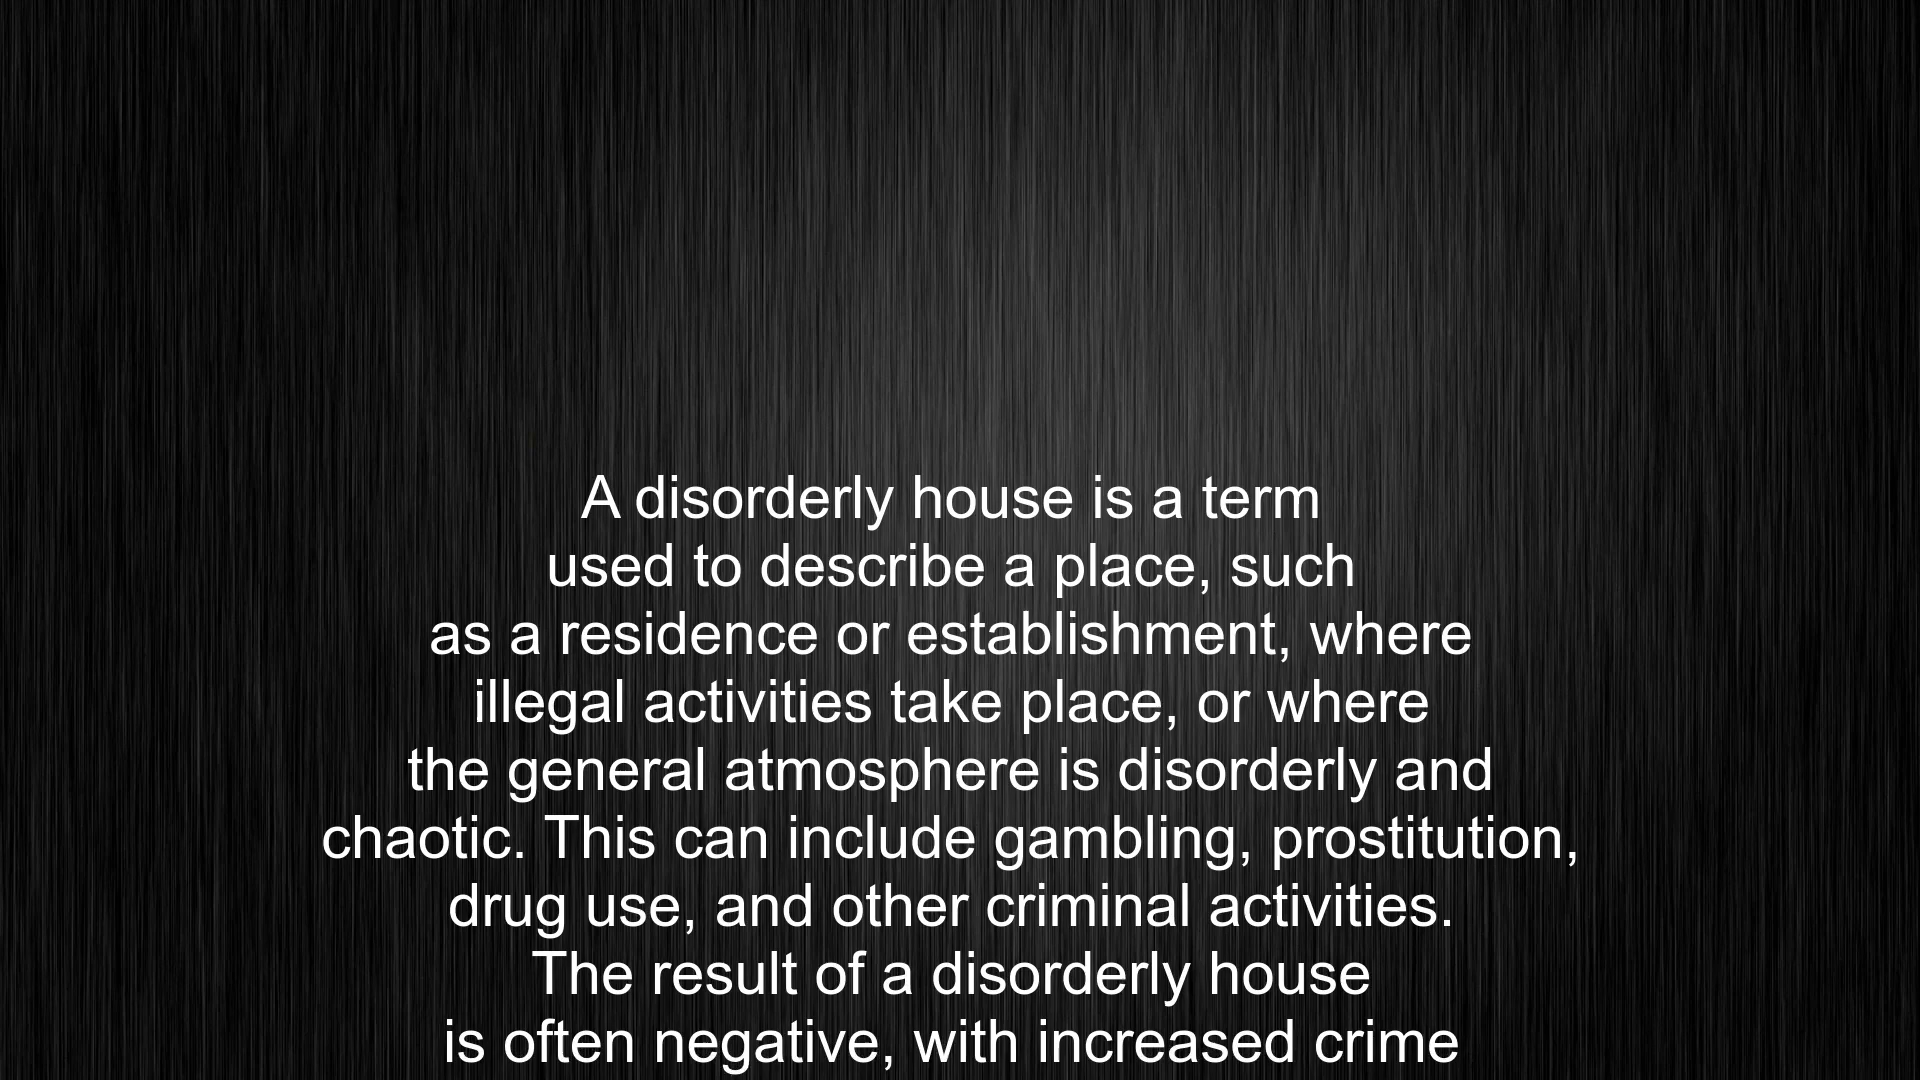 A disorderly house is a term
used to describe a place, such
as a residence or establishment, where
illegal activities take place, or where
the general atmosphere is disorderly and
chaotic. This can include gambling, prostitution,
drug use, and other criminal activities.
The result of a disorderly house
is often negative, with increased crime